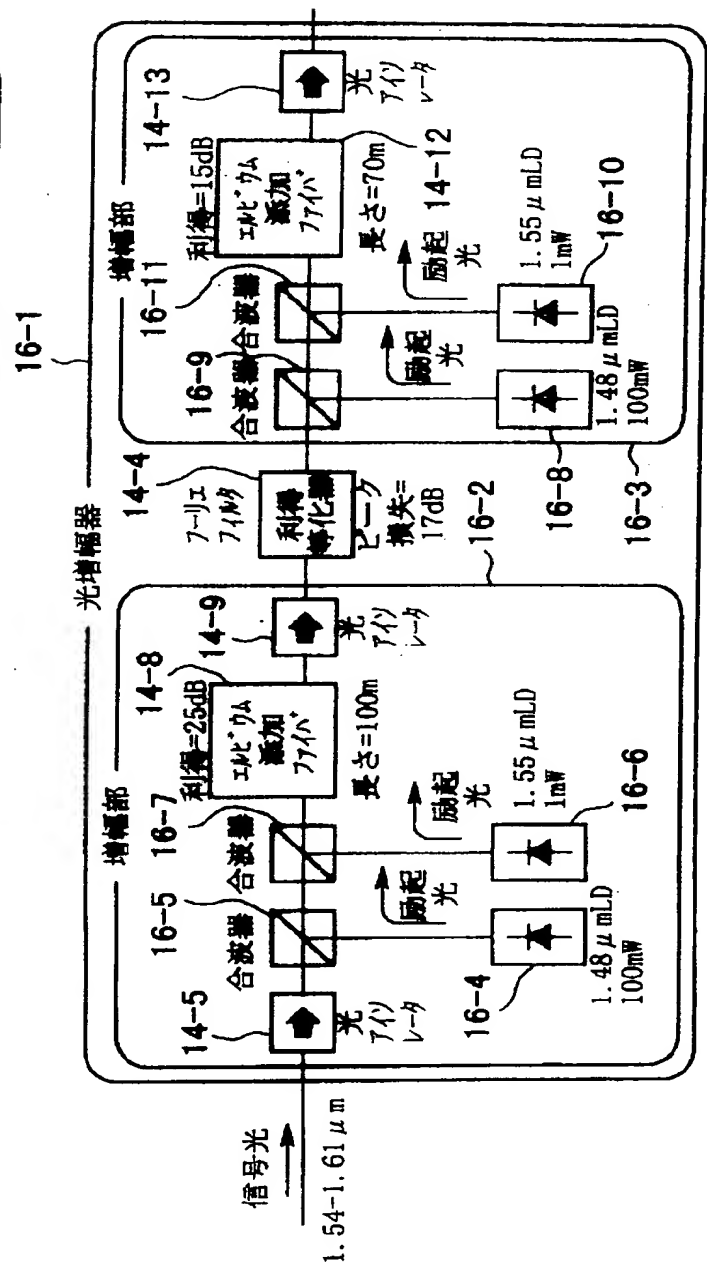 16-1
光増幅器
信号光
1.54-1.61μm
増幅部
14-5
光
アイソ
レータ
16-5
合波器
16-7
合波器
14-8
利得=25dB
エルビウム
添加
ファイバ
長さ=100m
14-9
光
アイソ
レータ
励起
光
励起
光
16-4
1.48μmLD
100mW
1.55μmLD
1mW
16-6
16-2
14-4
フーリエ
フィルタ
利得
等化器
ピーク
損失=
17dB
増幅部
16-9
合波器
16-11
合波器
利得=15dB
エルビウム
添加
ファイバ
長さ=70m
14-12
14-13
光
アイソ
レータ
励起
光
励起
光
1.48μmLD
100mW
16-8
1.55μmLD
1mW
16-10
16-3